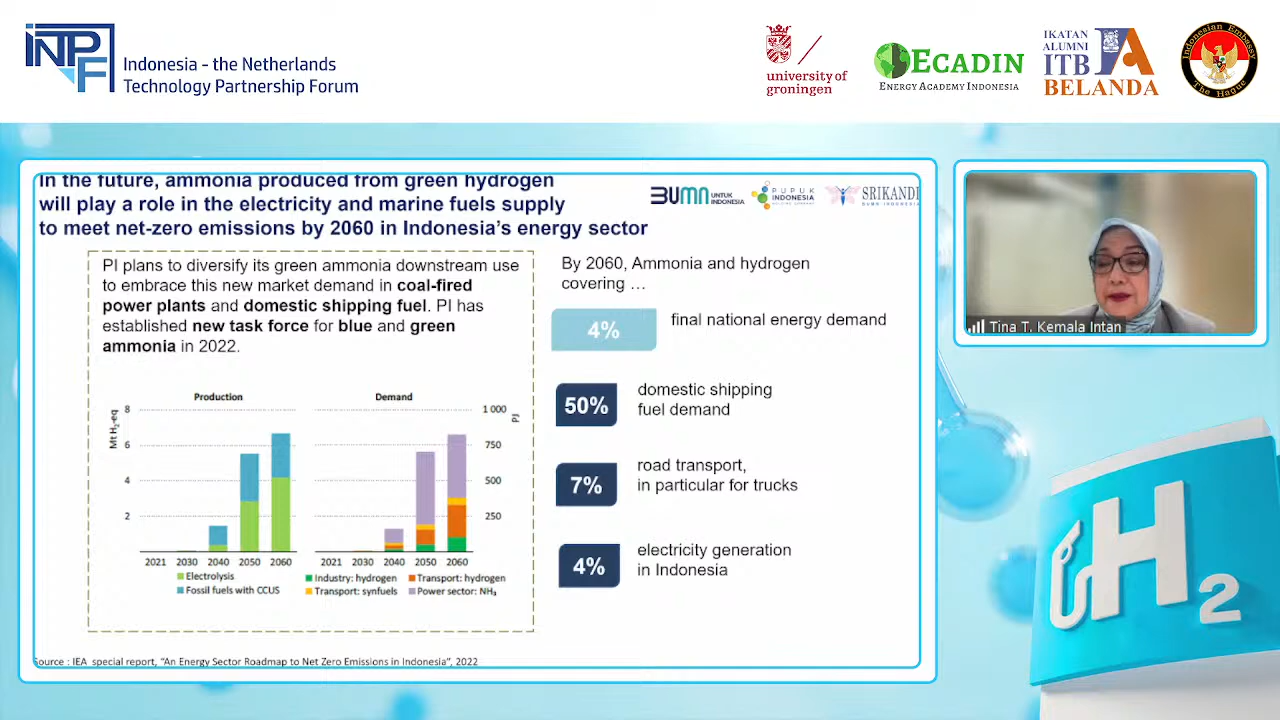 INPF
Indonesia - the Netherlands
Technology Partnership Forum
university of
groningen
ECADIN
ENERGY ACADEMY INDONESIA
IKATAN
ALUMNI
ITB
A
BELANDA
Indonesian Embassy
The Hague
In the future, ammonia produced from green hydrogen
will play a role in the electricity and marine fuels supply
to meet net-zero emissions by 2060 in Indonesia's energy sector
BUMN
UNTUK
INDONESIA
PUPUK
INDONESIA
SRIKANDI
BUMN INDONESIA
PI plans to diversify its green ammonia downstream use
to embrace this new market demand in coal-fired
power plants and domestic shipping fuel. PI has
established new task force for blue and green
ammonia in 2022.
Production
Demand
Mt H₂-eq
8
6
4
2
1 000
750
500
250
PJ
2021 2030 2040 2050 2060
2021 2030 2040 2050 2060
Electrolysis
Fossil fuels with CCUS
Industry: hydrogen
Transport: hydrogen
Transport: synfuels
Power sector: NH₃
By 2060, Ammonia and hydrogen
covering ...
4%
final national energy demand
50%
domestic shipping
fuel demand
7%
road transport,
in particular for trucks
4%
electricity generation
in Indonesia
Source : IEA special report, "An Energy Sector Roadmap to Net Zero Emissions in Indonesia", 2022
Tina T. Kemala Intan
H2